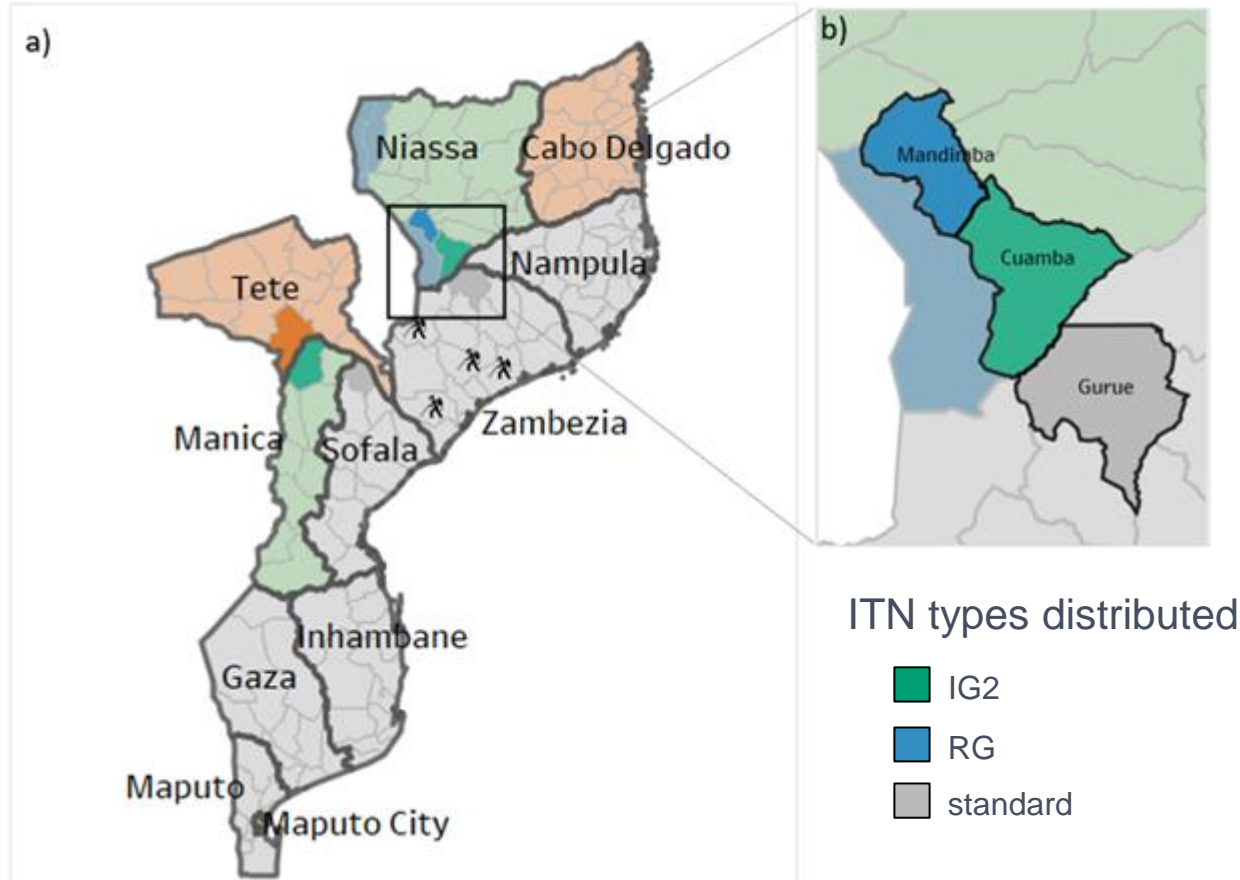 a)
Niassa
Cabo Delgado
Tete
Nampula
Manica
Sofala
Zambezia
Inhambane
Gaza
Maputo
Maputo City
b)
Mandimba
Cuamba
Gurue
ITN types distributed
IG2
RG
standard